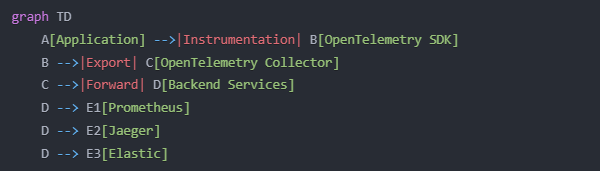 graph TD
    A[Application] -->|Instrumentation| B[OpenTelemetry SDK]
    B -->|Export| C[OpenTelemetry Collector]
    C -->|Forward| D[Backend Services]
    D --> E1[Prometheus]
    D --> E2[Jaeger]
    D --> E3[Elastic]